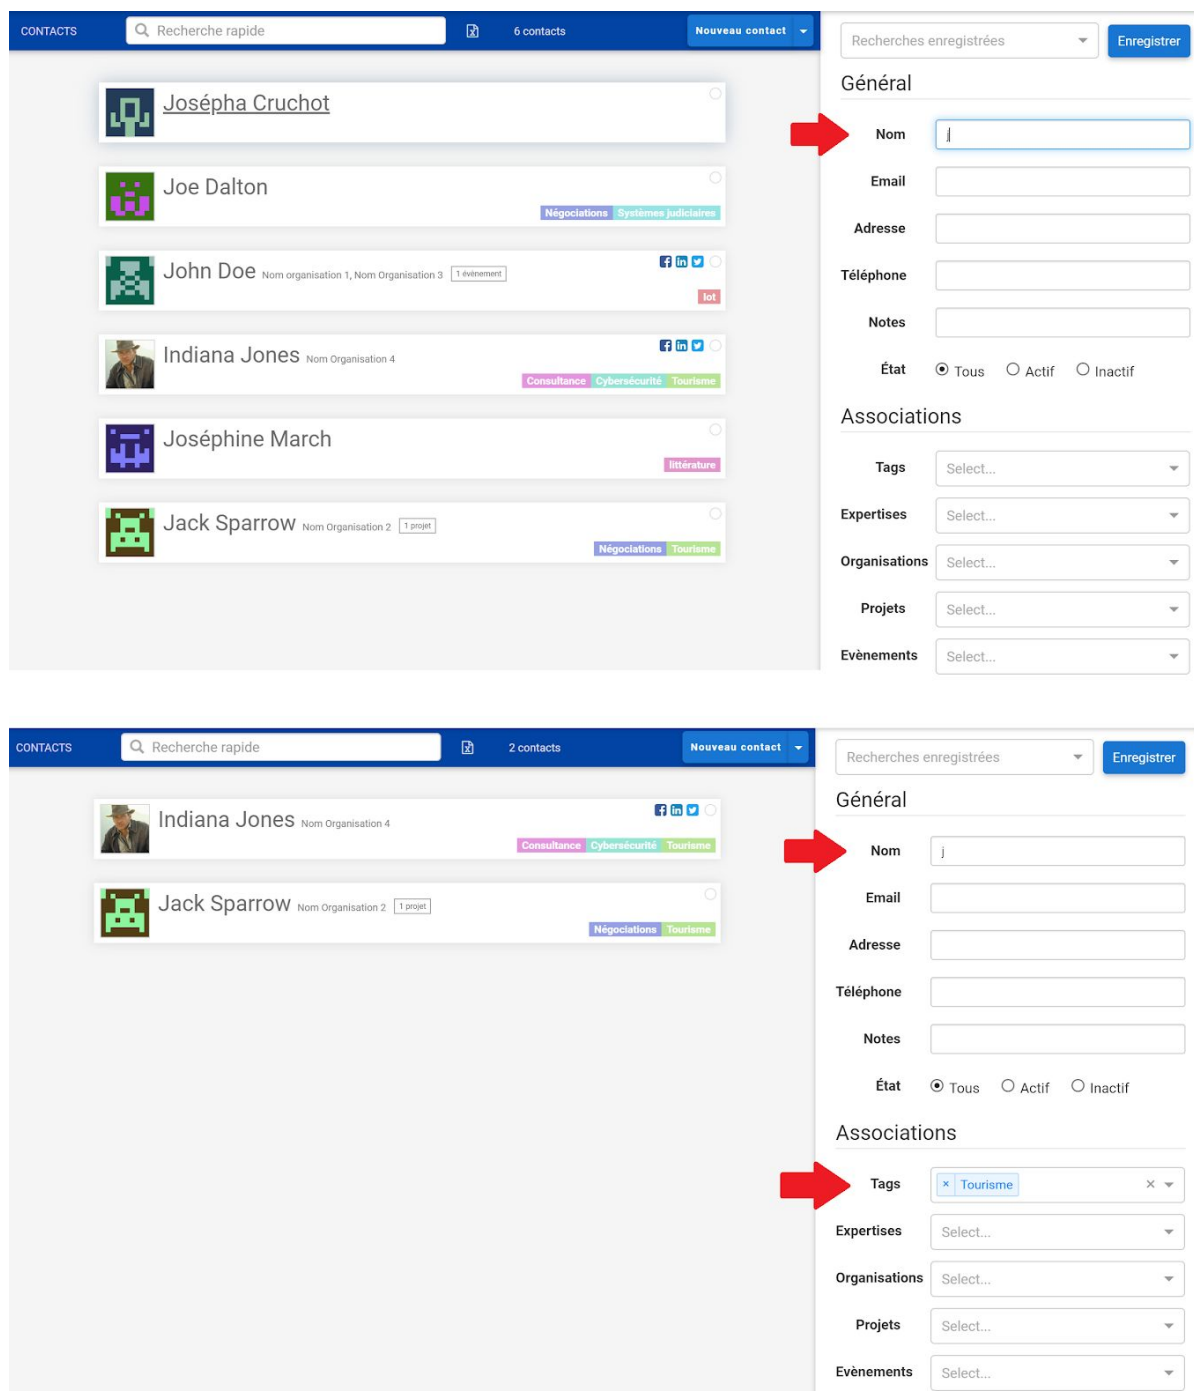 CONTACTS Recherche rapide 6 contacts Nouveau contact
Josépha Cruchot
Joe Dalton
Négociations Systèmes judiciaires
John Doe Nom organisation 1, Nom Organisation 3 1 évènement
lot
Indiana Jones Nom Organisation 4
Consultance Cybersécurité Tourisme
Joséphine March
littérature
Jack Sparrow Nom Organisation 2 1 projet
Négociations Tourisme
Recherches enregistrées Enregistrer
Général
Nom j
Email
Adresse
Téléphone
Notes
État Tous Actif Inactif
Associations
Tags Select...
Expertises Select...
Organisations Select...
Projets Select...
Evènements Select...
CONTACTS Recherche rapide 2 contacts Nouveau contact
Indiana Jones Nom Organisation 4
Consultance Cybersécurité Tourisme
Jack Sparrow Nom Organisation 2 1 projet
Négociations Tourisme
Recherches enregistrées Enregistrer
Général
Nom j
Email
Adresse
Téléphone
Notes
État Tous Actif Inactif
Associations
Tags × Tourisme ×
Expertises Select...
Organisations Select...
Projets Select...
Evènements Select...